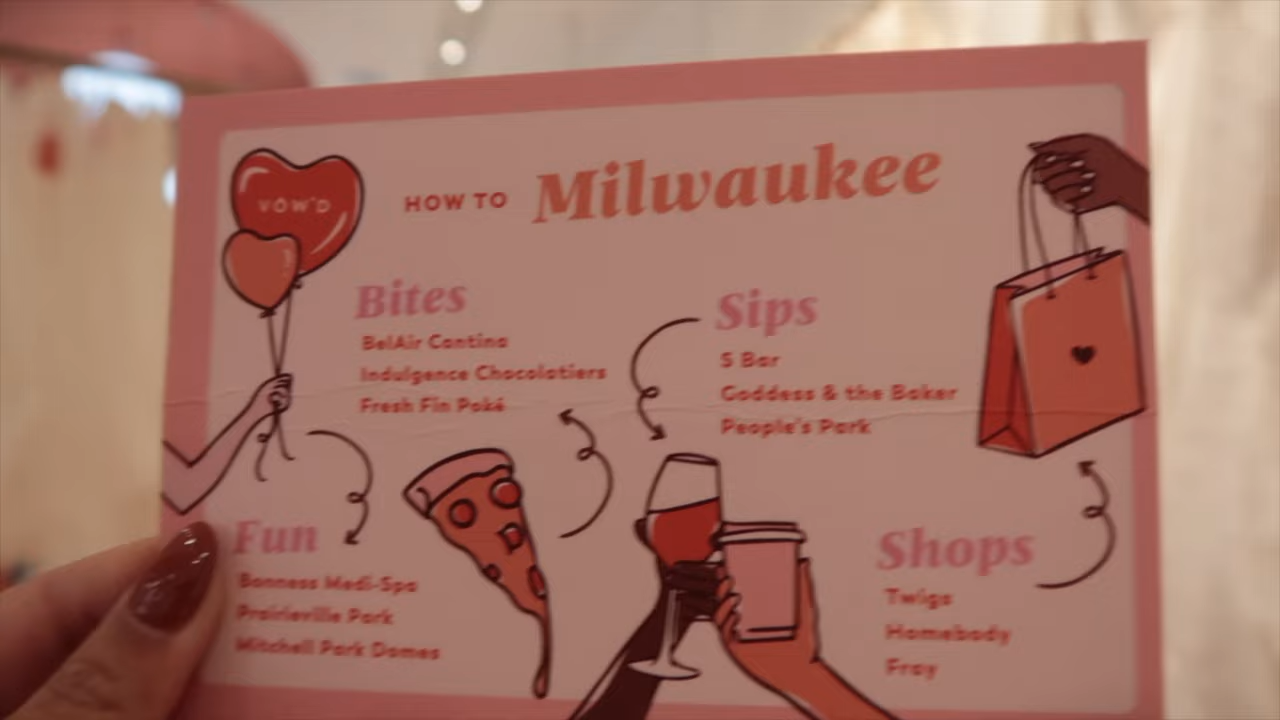 VOW'D
HOW TO Milwaukee
Bites
BelAir Cantina
Indulgence Chocolatiers
Fresh Fin Poké
Sips
S Bar
Goddess & the Baker
People's Park
Fun
Bonness Medi-Spa
Prairieville Park
Mitchell Park Domes
Shops
Twigs
Homebody
Fray